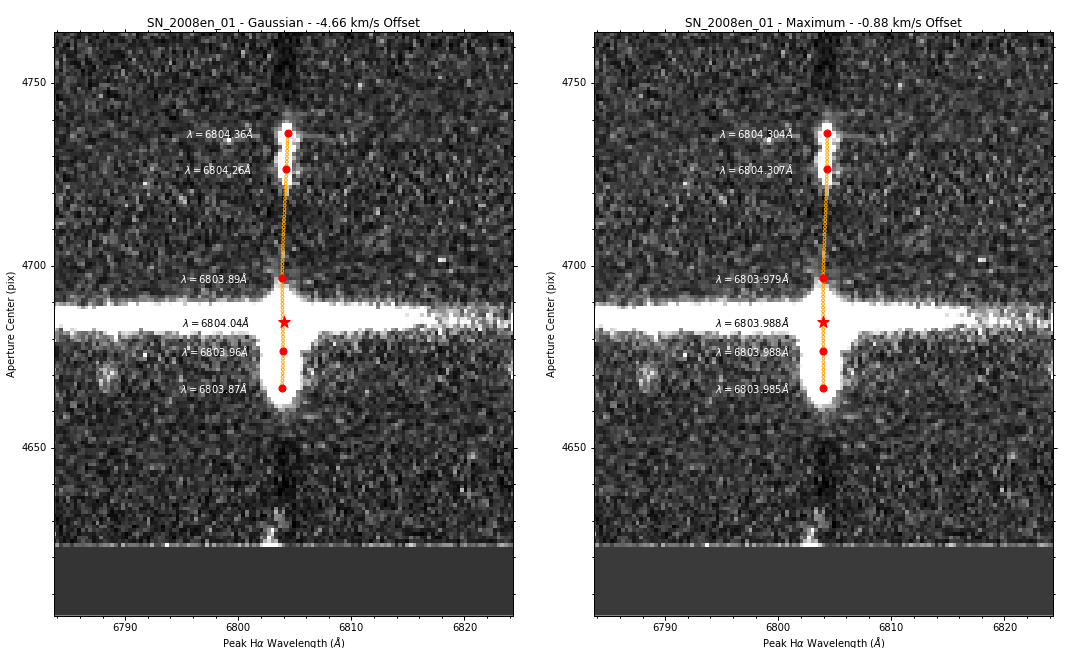 SN_2008en_01 - Gaussian - -4.66 km/s Offset
4750
4700
4650
Aperture Center (pix)
λ = 6804.36Å
λ = 6804.26Å
λ = 6803.89Å
λ = 6804.04Å
λ = 6803.96Å
λ = 6803.87Å
6790
6800
6810
6820
Peak Hα Wavelength (Å)
SN_2008en_01 - Maximum - -0.88 km/s Offset
4750
4700
4650
Aperture Center (pix)
λ = 6804.304Å
λ = 6804.307Å
λ = 6803.979Å
λ = 6803.988Å
λ = 6803.988Å
λ = 6803.985Å
6790
6800
6810
6820
Peak Hα Wavelength (Å)